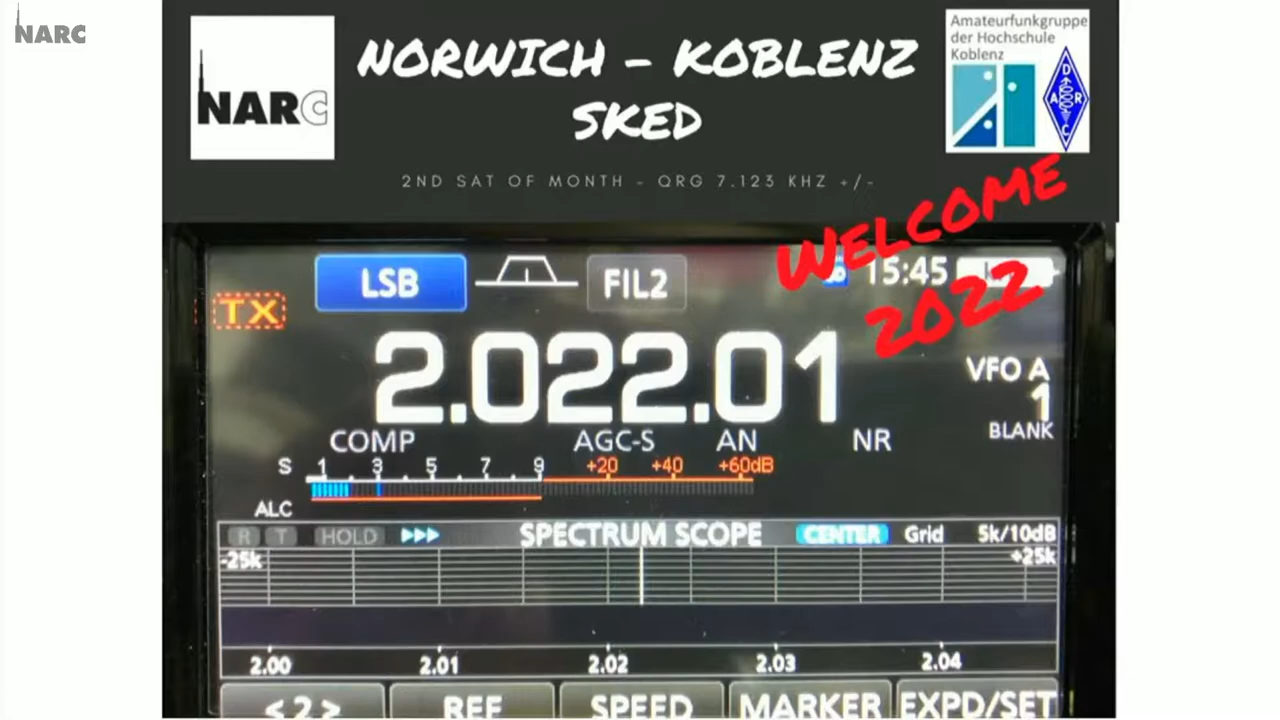 NARC
NARC
NORWICH - KOBLENZ
SKED
Amateurfunkgruppe
der Hochschule
Koblenz
D
A R
C
2ND SAT OF MONTH - QRG 7.123 KHZ +/-
WELCOME
2022
LSB
FIL2
15:45
TX
2.022.01
VFO A
1
BLANK
COMP AGC-S AN NR
S 1 3 5 7 9 +20 +40 +60dB
ALC
R T HOLD SPECTRUM SCOPE CENTER Grid 5k/10dB
-25k +25k
2.00 2.01 2.02 2.03 2.04
<2> REF SPEED MARKER EXPD/SET